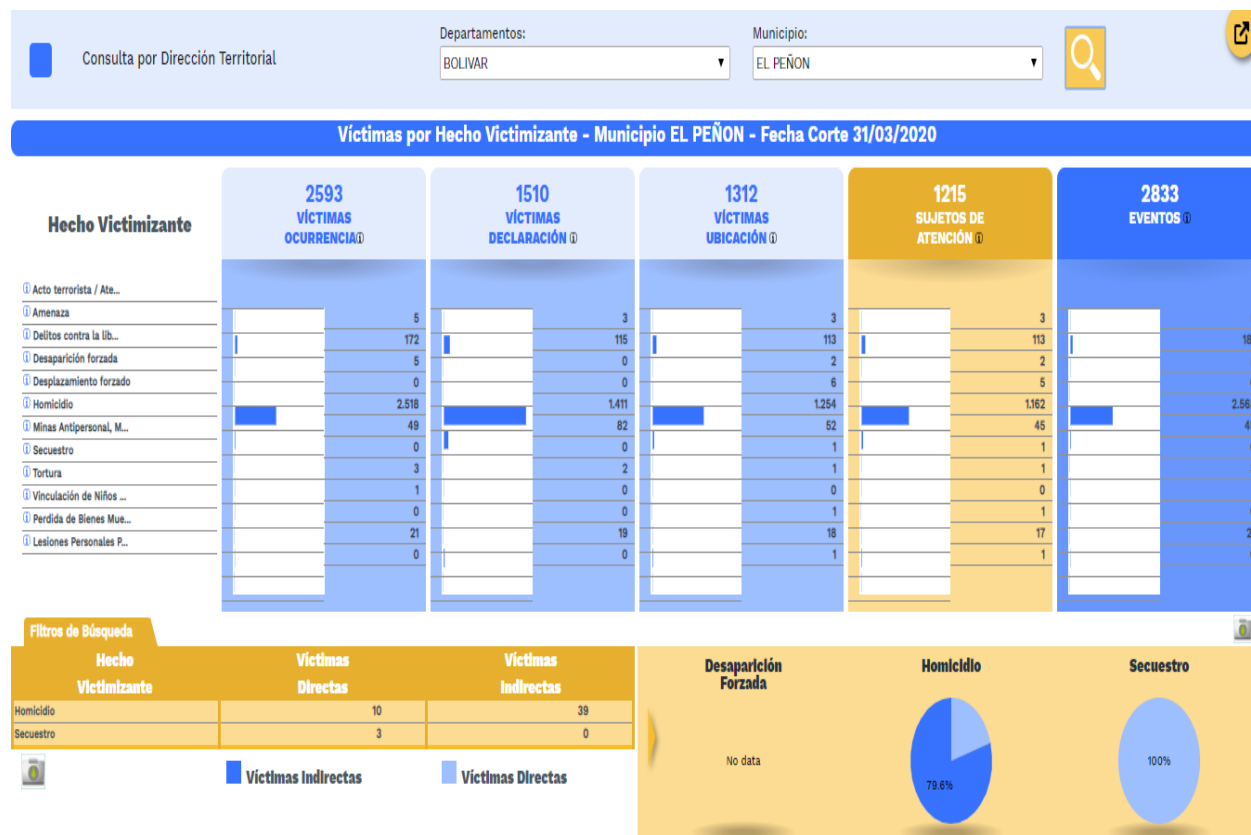 Consulta por Dirección Territorial
Departamentos:
BOLIVAR
Municipio:
EL PEÑON
Víctimas por Hecho Victimizante - Municipio EL PEÑON - Fecha Corte 31/03/2020
Hecho Victimizante
2593
VÍCTIMAS
OCURRENCIA
1510
VÍCTIMAS
DECLARACIÓN
1312
VÍCTIMAS
UBICACIÓN
1215
SUJETOS DE
ATENCIÓN
2833
EVENTOS
Acto terrorista / Ate...
Amenaza
5 3 3 3
Delitos contra la lib...
172 115 113 113 18
Desaparición forzada
5 0 2 2
Desplazamiento forzado
0 0 6 5
Homicidio
2.518 1.411 1.254 1.162 2.56
Minas Antipersonal, M...
49 82 52 45 4
Secuestro
0 0 1 1
Tortura
3 2 1 1
Vinculación de Niños ...
1 0 0 0
Perdida de Bienes Mue...
0 0 1 1
Lesiones Personales P...
21 19 18 17 2
0 0 1 1
Filtros de Búsqueda
Hecho
Victimizante
Víctimas
Directas
Víctimas
Indirectas
Homicidio 10 39
Secuestro 3 0
Víctimas Indirectas
Víctimas Directas
Desaparición
Forzada
No data
Homicidio
79.6%
Secuestro
100%